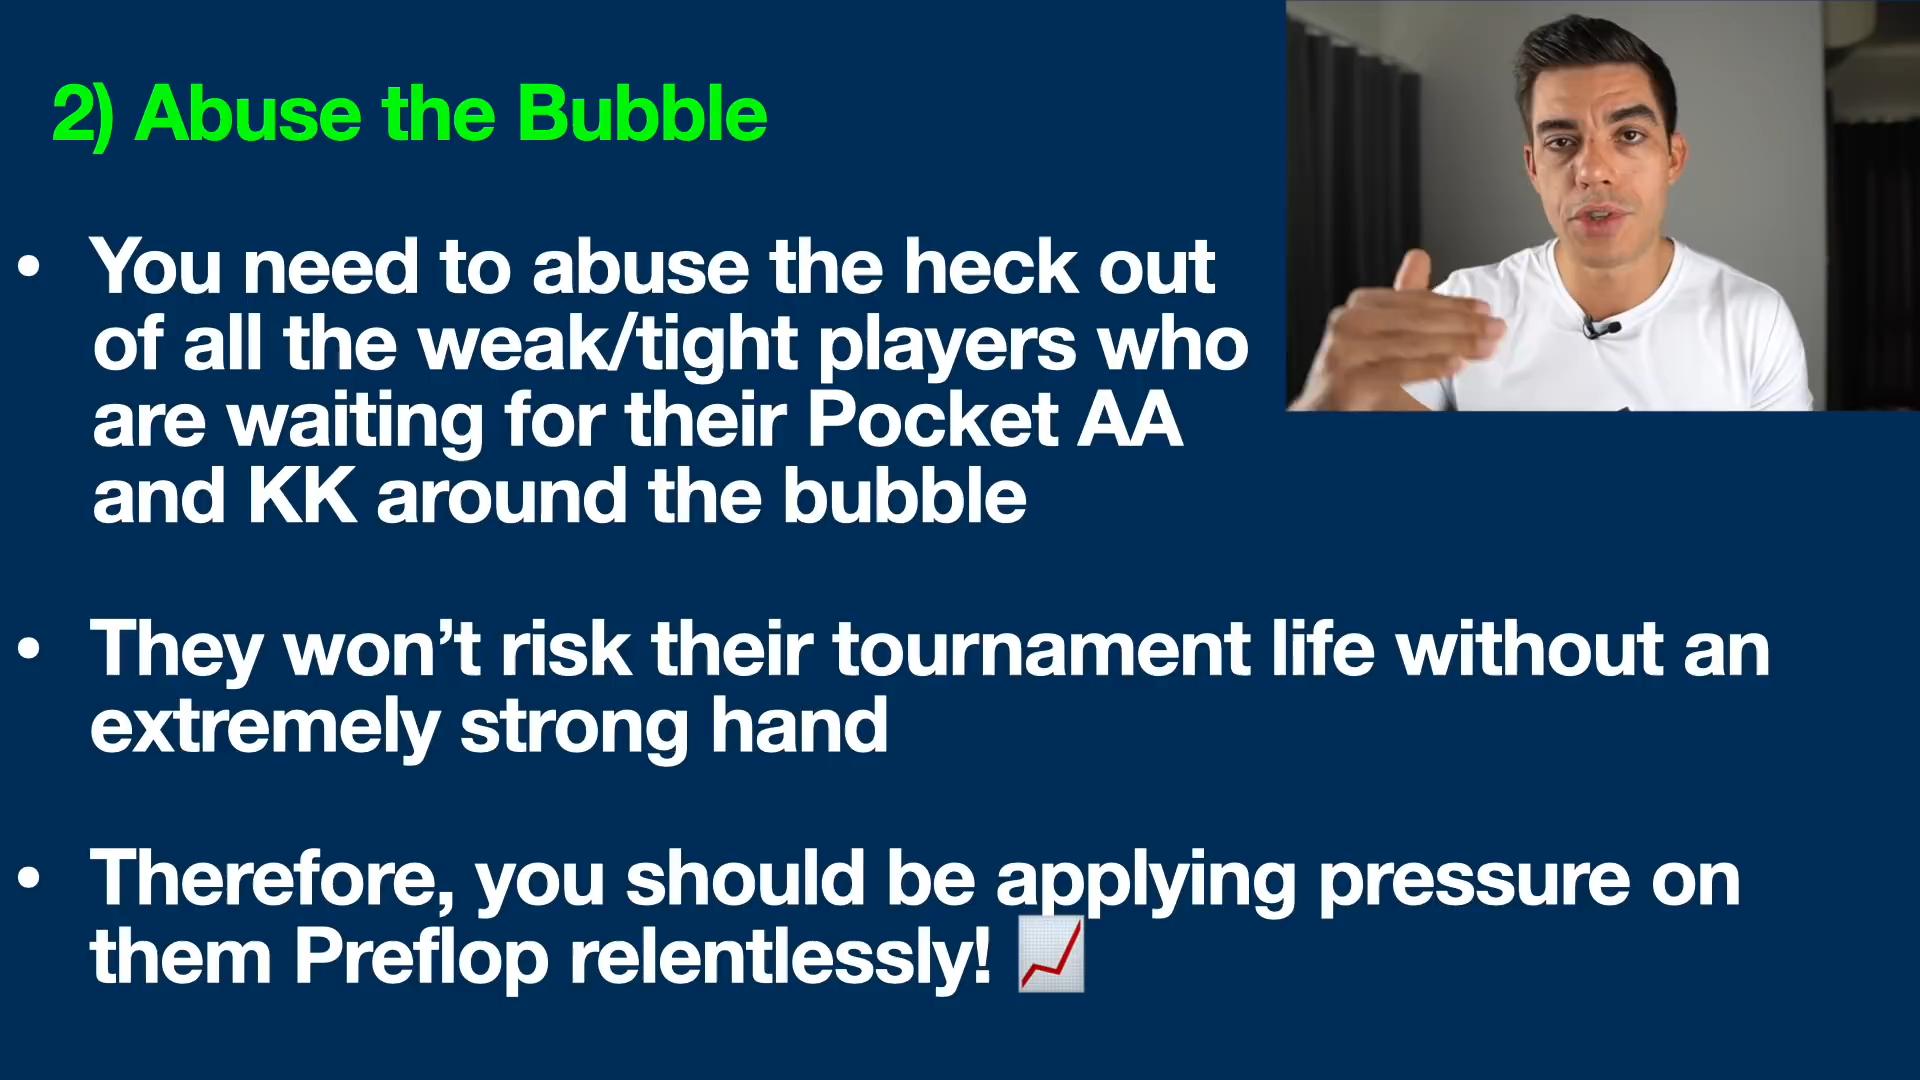 2) Abuse the Bubble
• You need to abuse the heck out
of all the weak/tight players who
are waiting for their Pocket AA
and KK around the bubble
• They won’t risk their tournament life without an
extremely strong hand
• Therefore, you should be applying pressure on
them Preflop relentlessly! 📈